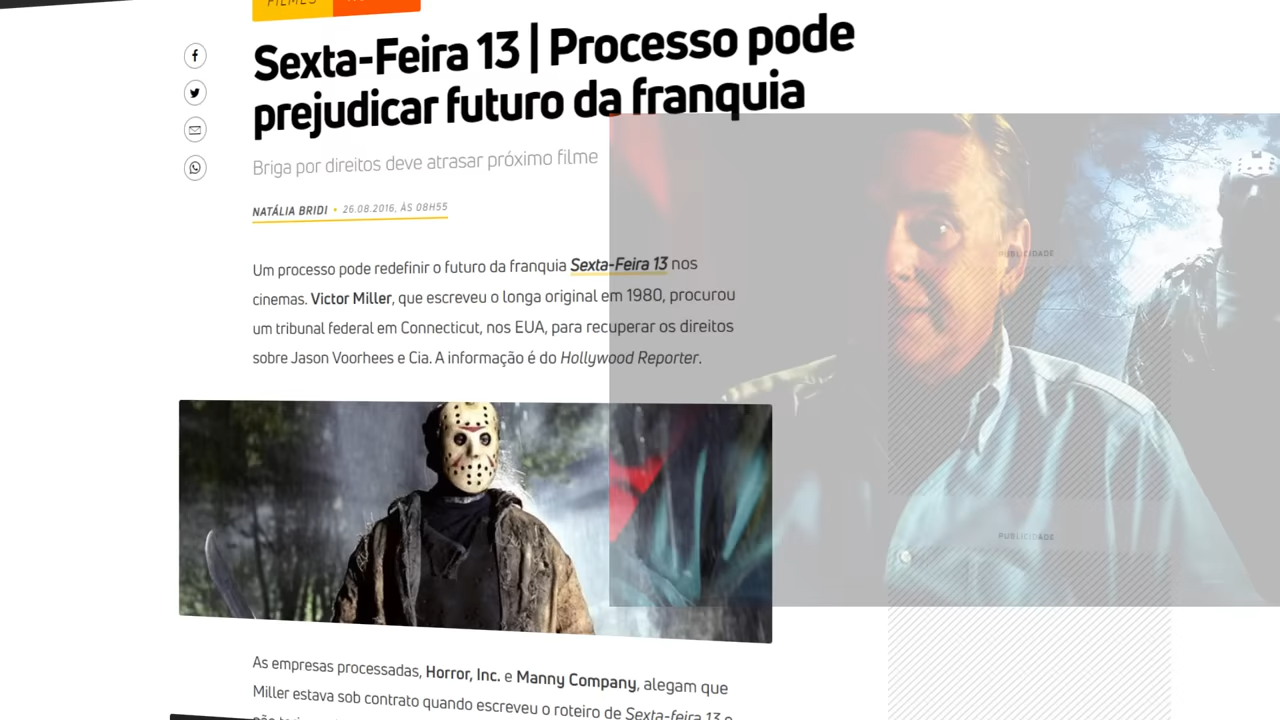 FILMES
Sexta-Feira 13 | Processo pode
prejudicar futuro da franquia
Briga por direitos deve atrasar próximo filme
NATÁLIA BRIDI • 26.08.2016, ÀS 08H55
Um processo pode redefinir o futuro da franquia Sexta-Feira 13 nos
cinemas. Victor Miller, que escreveu o longa original em 1980, procurou
um tribunal federal em Connecticut, nos EUA, para recuperar os direitos
sobre Jason Voorhees e Cia. A informação é do Hollywood Reporter.
PUBLICIDADE
PUBLICIDADE
As empresas processadas, Horror, Inc. e Manny Company, alegam que
Miller estava sob contrato quando escreveu o roteiro de Sexta-feira 13 e